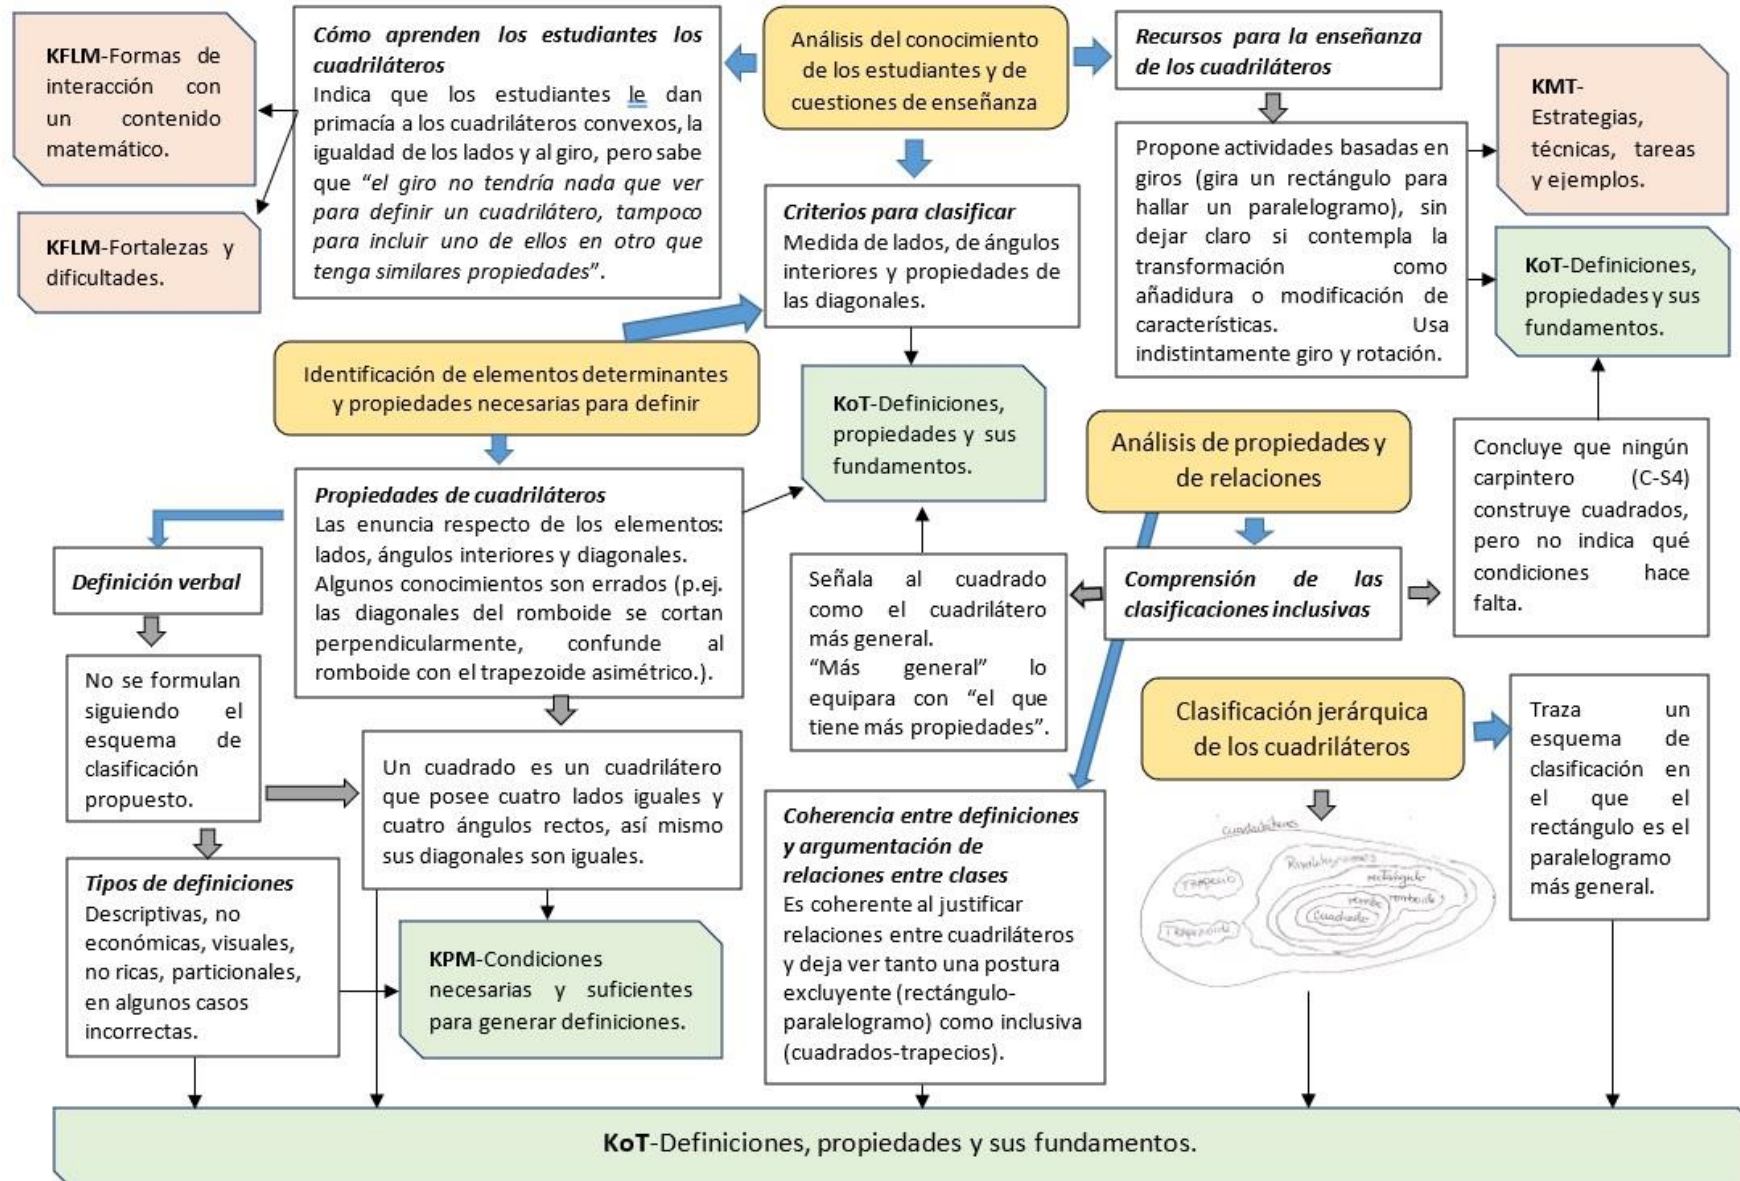 KFLM-Formas de
interacción con
un contenido
matemático.
KFLM-Fortalezas y
dificultades.
Cómo aprenden los estudiantes los
cuadriláteros
Indica que los estudiantes le dan
primacía a los cuadriláteros convexos, la
igualdad de los lados y al giro, pero sabe
que “el giro no tendría nada que ver
para definir un cuadrilátero, tampoco
para incluir uno de ellos en otro que
tenga similares propiedades”.
Análisis del conocimiento
de los estudiantes y de
cuestiones de enseñanza
Recursos para la enseñanza
de los cuadriláteros
KMT-
Estrategias,
técnicas, tareas
y ejemplos.
Propone actividades basadas en
giros (gira un rectángulo para
hallar un paralelogramo), sin
dejar claro si contempla la
transformación como
añadidura o modificación de
características. Usa
indistintamente giro y rotación.
KoT-Definiciones,
propiedades y sus
fundamentos.
Criterios para clasificar
Medida de lados, de ángulos
interiores y propiedades de
las diagonales.
Identificación de elementos determinantes
y propiedades necesarias para definir
KoT-Definiciones,
propiedades y sus
fundamentos.
Análisis de propiedades y
de relaciones
Concluye que ningún
carpintero (C-S4)
construye cuadrados,
pero no indica qué
condiciones hace
falta.
Propiedades de cuadriláteros
Las enuncia respecto de los elementos:
lados, ángulos interiores y diagonales.
Algunos conocimientos son errados (p.ej.
las diagonales del romboide se cortan
perpendicularmente, confunde al
romboide con el trapezoide asimétrico.).
Definición verbal
Señala al cuadrado
como el cuadrilátero
más general.
“Más general” lo
equipara con “el que
tiene más propiedades”.
Comprensión de las
clasificaciones inclusivas
No se formulan
siguiendo el
esquema de
clasificación
propuesto.
Un cuadrado es un cuadrilátero
que posee cuatro lados iguales y
cuatro ángulos rectos, así mismo
sus diagonales son iguales.
Clasificación jerárquica
de los cuadriláteros
Traza un
esquema de
clasificación en
el que el
rectángulo es el
paralelogramo
más general.
Coherencia entre definiciones
y argumentación de
relaciones entre clases
Es coherente al justificar
relaciones entre cuadriláteros
y deja ver tanto una postura
excluyente (rectángulo-
paralelogramo) como inclusiva
(cuadrados-trapecios).
Cuadriláteros
Paralelogramos
Trapecio
rectángulo
rombo romboide
Cuadrado
Trapezoide
Tipos de definiciones
Descriptivas, no
económicas, visuales,
no ricas, particionales,
en algunos casos
incorrectas.
KPM-Condiciones
necesarias y suficientes
para generar definiciones.
KoT-Definiciones, propiedades y sus fundamentos.